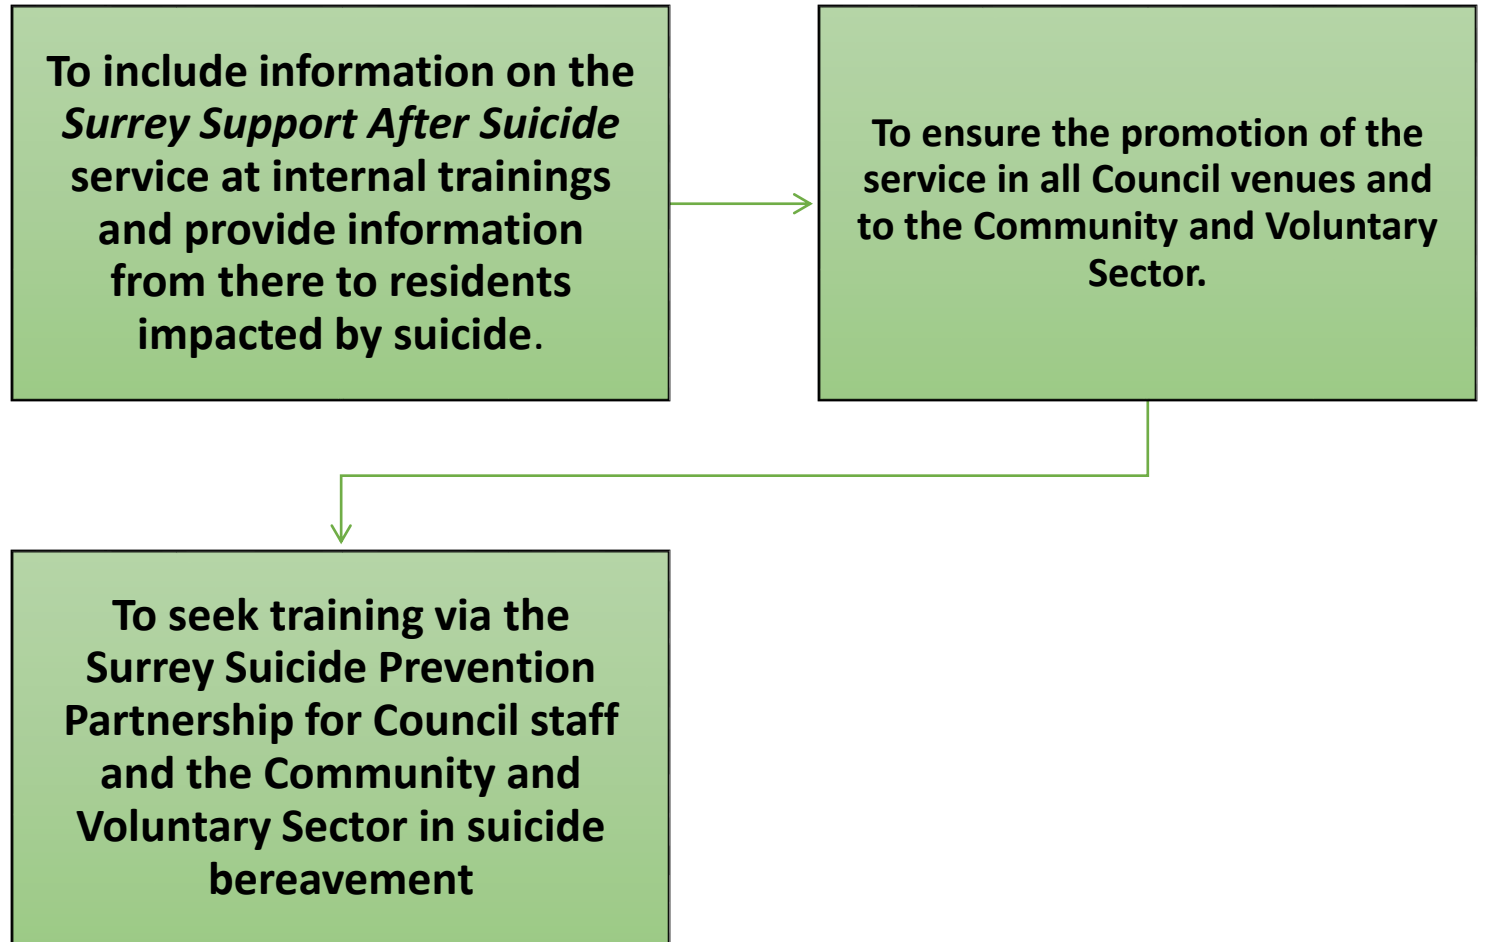 To include information on the
Surrey Support After Suicide
service at internal trainings
and provide information
from there to residents
impacted by suicide.
To ensure the promotion of the
service in all Council venues and
to the Community and Voluntary
Sector.
To seek training via the
Surrey Suicide Prevention
Partnership for Council staff
and the Community and
Voluntary Sector in suicide
bereavement